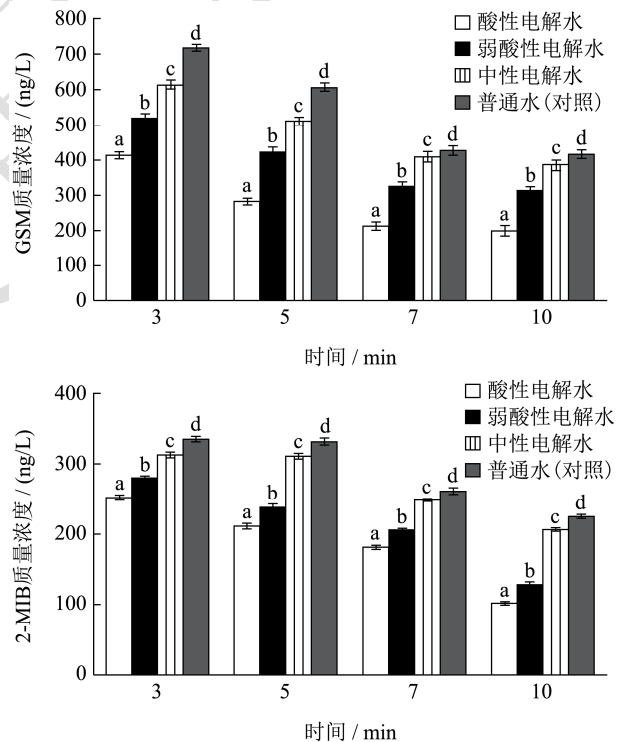 800
700
600
500
400
300
200
100
0
GSM质量浓度 / (ng/L)
酸性电解水
弱酸性电解水
中性电解水
普通水(对照)
a b c d
a b c d
a b c d
a b c d
3 5 7 10
时间 / min
400
300
200
100
0
2-MIB质量浓度 / (ng/L)
酸性电解水
弱酸性电解水
中性电解水
普通水(对照)
a b c d
a b c d
a b c d
a b c d
3 5 7 10
时间 / min